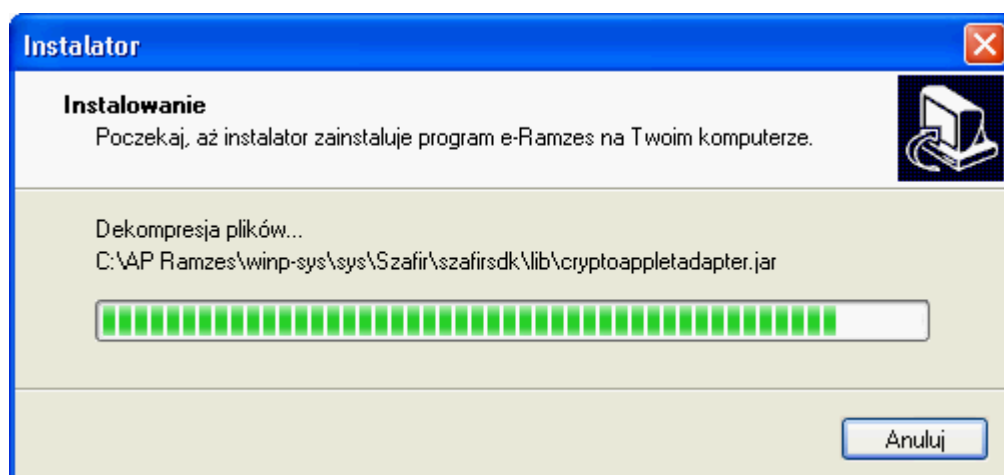 Instalator
Instalowanie
Poczekaj, aż instalator zainstaluje program e-Ramzes na Twoim komputerze.
Dekompresja plików...
C:\AP Ramzes\winp-sys\sys\Szafir\szafirsdk\lib\cryptoappletadapter.jar
Anuluj